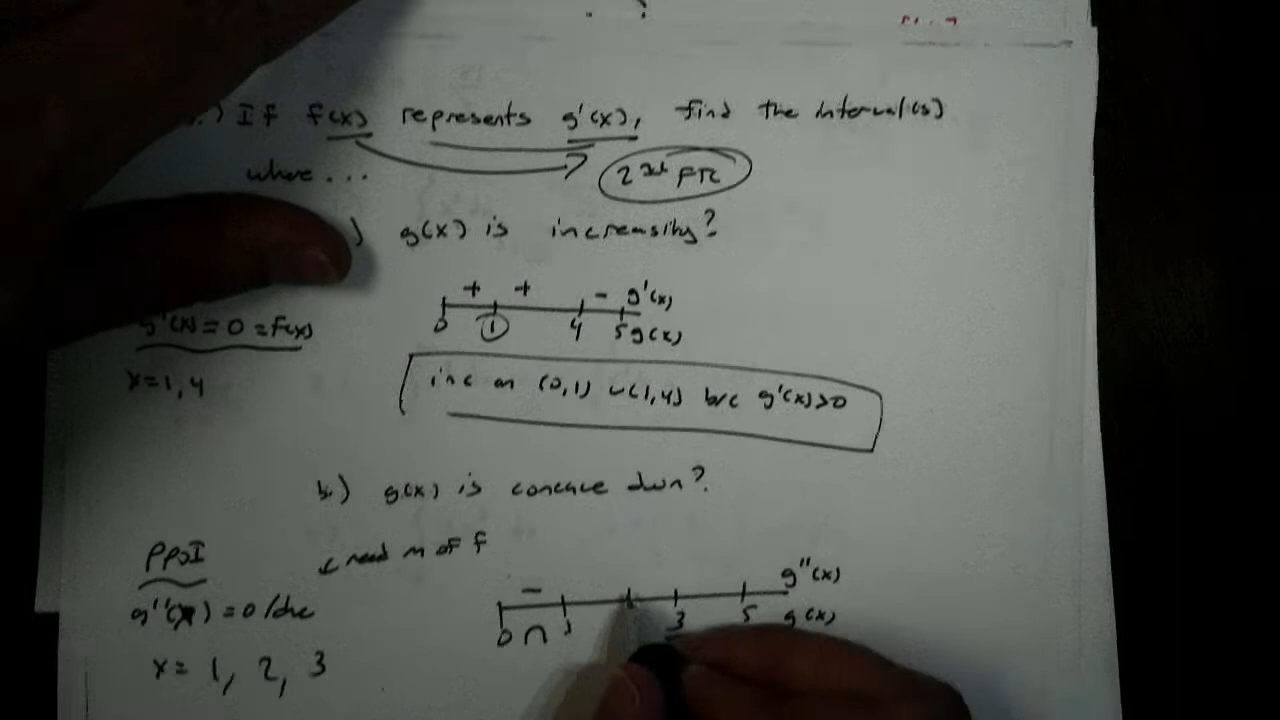 .) If f(x) represents g'(x), find the interval(s)
where...
2nd FTC
) g(x) is increasing?
+ + - g'(x)
0 1 4 5 g(x)
g'(x) = 0 = f(x)
x = 1, 4
inc on (0,1) ∪ (1,4) b/c g'(x)>0
b.) g(x) is concave down?
PPOI
↙ need m of f
g''(x) = 0/dne
x = 1, 2, 3
- g''(x)
0 ∩ 1 3 5 g(x)